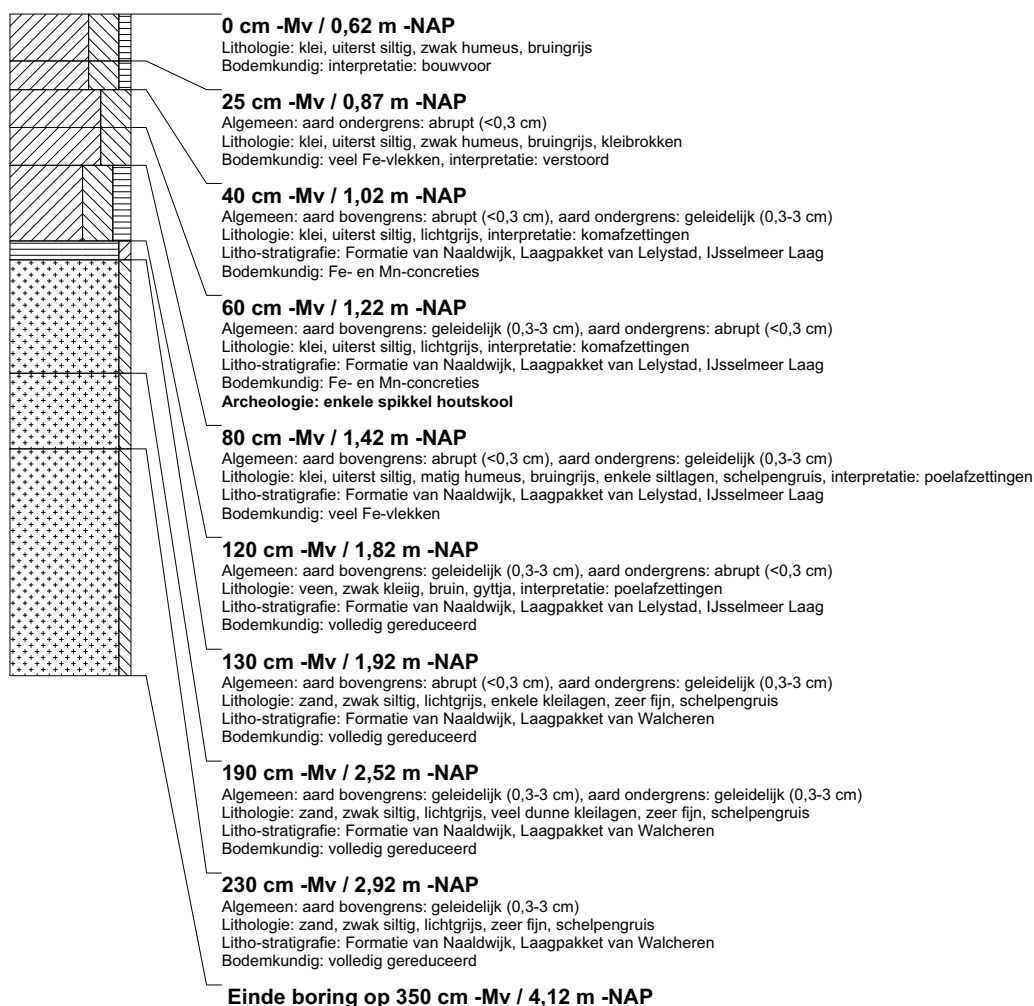 0 cm -Mv / 0,62 m -NAP
Lithologie: klei, uiterst siltig, zwak humeus, bruingrijs
Bodemkundig: interpretatie: bouwvoor
25 cm -Mv / 0,87 m -NAP
Algemeen: aard ondergrens: abrupt (<0,3 cm)
Lithologie: klei, uiterst siltig, zwak humeus, bruingrijs, kleibrokken
Bodemkundig: veel Fe-vlekken, interpretatie: verstoord
40 cm -Mv / 1,02 m -NAP
Algemeen: aard bovengrens: abrupt (<0,3 cm), aard ondergrens: geleidelijk (0,3-3 cm)
Lithologie: klei, uiterst siltig, lichtgrijs, interpretatie: komafzettingen
Litho-stratigrafie: Formatie van Naaldwijk, Laagpakket van Lelystad, IJsselmeer Laag
Bodemkundig: Fe- en Mn-concreties
60 cm -Mv / 1,22 m -NAP
Algemeen: aard bovengrens: geleidelijk (0,3-3 cm), aard ondergrens: abrupt (<0,3 cm)
Lithologie: klei, uiterst siltig, lichtgrijs, interpretatie: komafzettingen
Litho-stratigrafie: Formatie van Naaldwijk, Laagpakket van Lelystad, IJsselmeer Laag
Bodemkundig: Fe- en Mn-concreties
Archeologie: enkele spikkel houtskool
80 cm -Mv / 1,42 m -NAP
Algemeen: aard bovengrens: abrupt (<0,3 cm), aard ondergrens: geleidelijk (0,3-3 cm)
Lithologie: klei, uiterst siltig, matig humeus, bruingrijs, enkele siltlagen, schelpengruis, interpretatie: poelafzettingen
Litho-stratigrafie: Formatie van Naaldwijk, Laagpakket van Lelystad, IJsselmeer Laag
Bodemkundig: veel Fe-vlekken
120 cm -Mv / 1,82 m -NAP
Algemeen: aard bovengrens: geleidelijk (0,3-3 cm), aard ondergrens: abrupt (<0,3 cm)
Lithologie: veen, zwak kleiig, bruin, gyttja, interpretatie: poelafzettingen
Litho-stratigrafie: Formatie van Naaldwijk, Laagpakket van Lelystad, IJsselmeer Laag
Bodemkundig: volledig gereduceerd
130 cm -Mv / 1,92 m -NAP
Algemeen: aard bovengrens: abrupt (<0,3 cm), aard ondergrens: geleidelijk (0,3-3 cm)
Lithologie: zand, zwak siltig, lichtgrijs, enkele kleilagen, zeer fijn, schelpengruis
Litho-stratigrafie: Formatie van Naaldwijk, Laagpakket van Walcheren
Bodemkundig: volledig gereduceerd
190 cm -Mv / 2,52 m -NAP
Algemeen: aard bovengrens: geleidelijk (0,3-3 cm), aard ondergrens: geleidelijk (0,3-3 cm)
Lithologie: zand, zwak siltig, lichtgrijs, veel dunne kleilagen, zeer fijn, schelpengruis
Litho-stratigrafie: Formatie van Naaldwijk, Laagpakket van Walcheren
Bodemkundig: volledig gereduceerd
230 cm -Mv / 2,92 m -NAP
Algemeen: aard bovengrens: geleidelijk (0,3-3 cm)
Lithologie: zand, zwak siltig, lichtgrijs, zeer fijn, schelpengruis
Litho-stratigrafie: Formatie van Naaldwijk, Laagpakket van Walcheren
Bodemkundig: volledig gereduceerd
Einde boring op 350 cm -Mv / 4,12 m -NAP